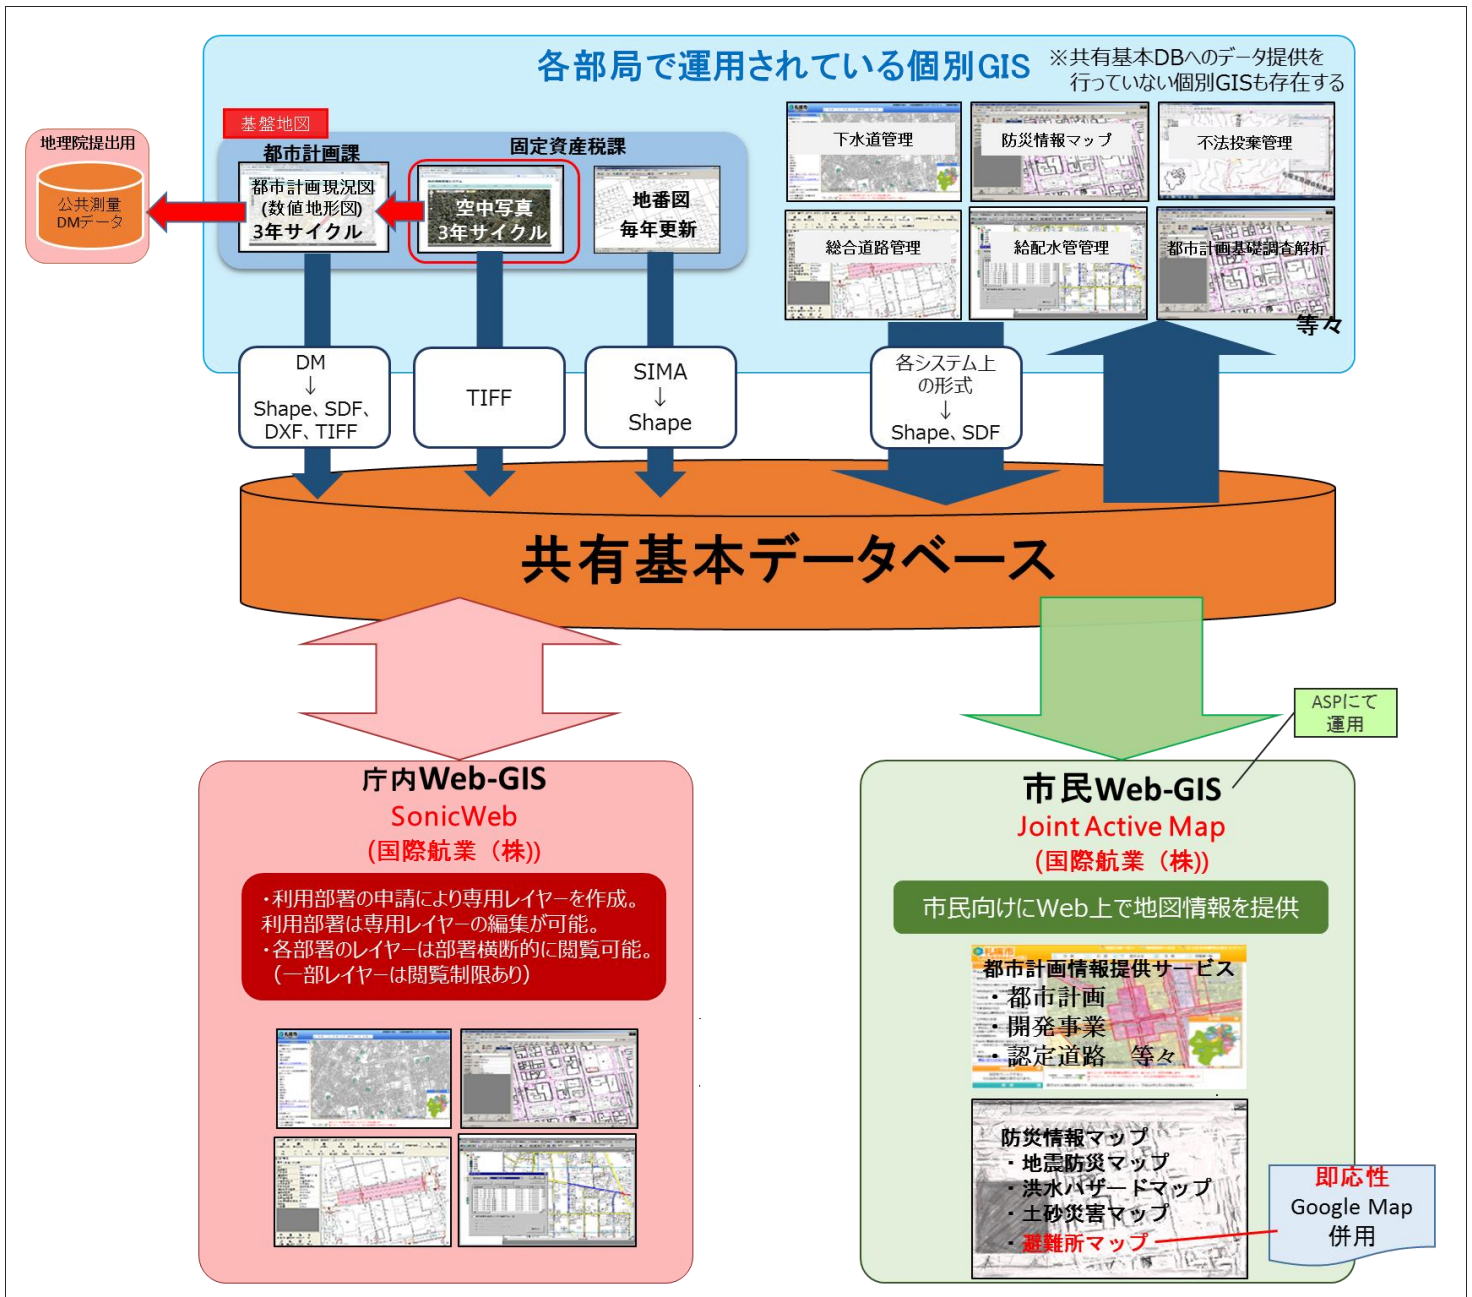 各部局で運用されている個別GIS
※共有基本DBへのデータ提供を
行っていない個別GISも存在する
基盤地図
地理院提出用
公共測量
DMデータ
都市計画課
都市計画現況図
(数値地形図)
3年サイクル
固定資産税課
空中写真
3年サイクル
地番図
毎年更新
下水道管理
防災情報マップ
不法投棄管理
総合道路管理
給配水管管理
都市計画基礎調査解析
等々
DM
↓
Shape、SDF、
DXF、TIFF
TIFF
SIMA
↓
Shape
各システム上
の形式
↓
Shape、SDF
共有基本データベース
庁内Web-GIS
SonicWeb
(国際航業（株))
・利用部署の申請により専用レイヤーを作成。
利用部署は専用レイヤーの編集が可能。
・各部署のレイヤーは部署横断的に閲覧可能。
（一部レイヤーは閲覧制限あり）
ASPにて
運用
市民Web-GIS
Joint Active Map
(国際航業（株))
市民向けにWeb上で地図情報を提供
札幌市
都市計画情報提供サービス
・都市計画
・開発事業
・認定道路　等々
防災情報マップ
・地震防災マップ
・洪水ハザードマップ
・土砂災害マップ
・避難所マップ
即応性
Google Map
併用